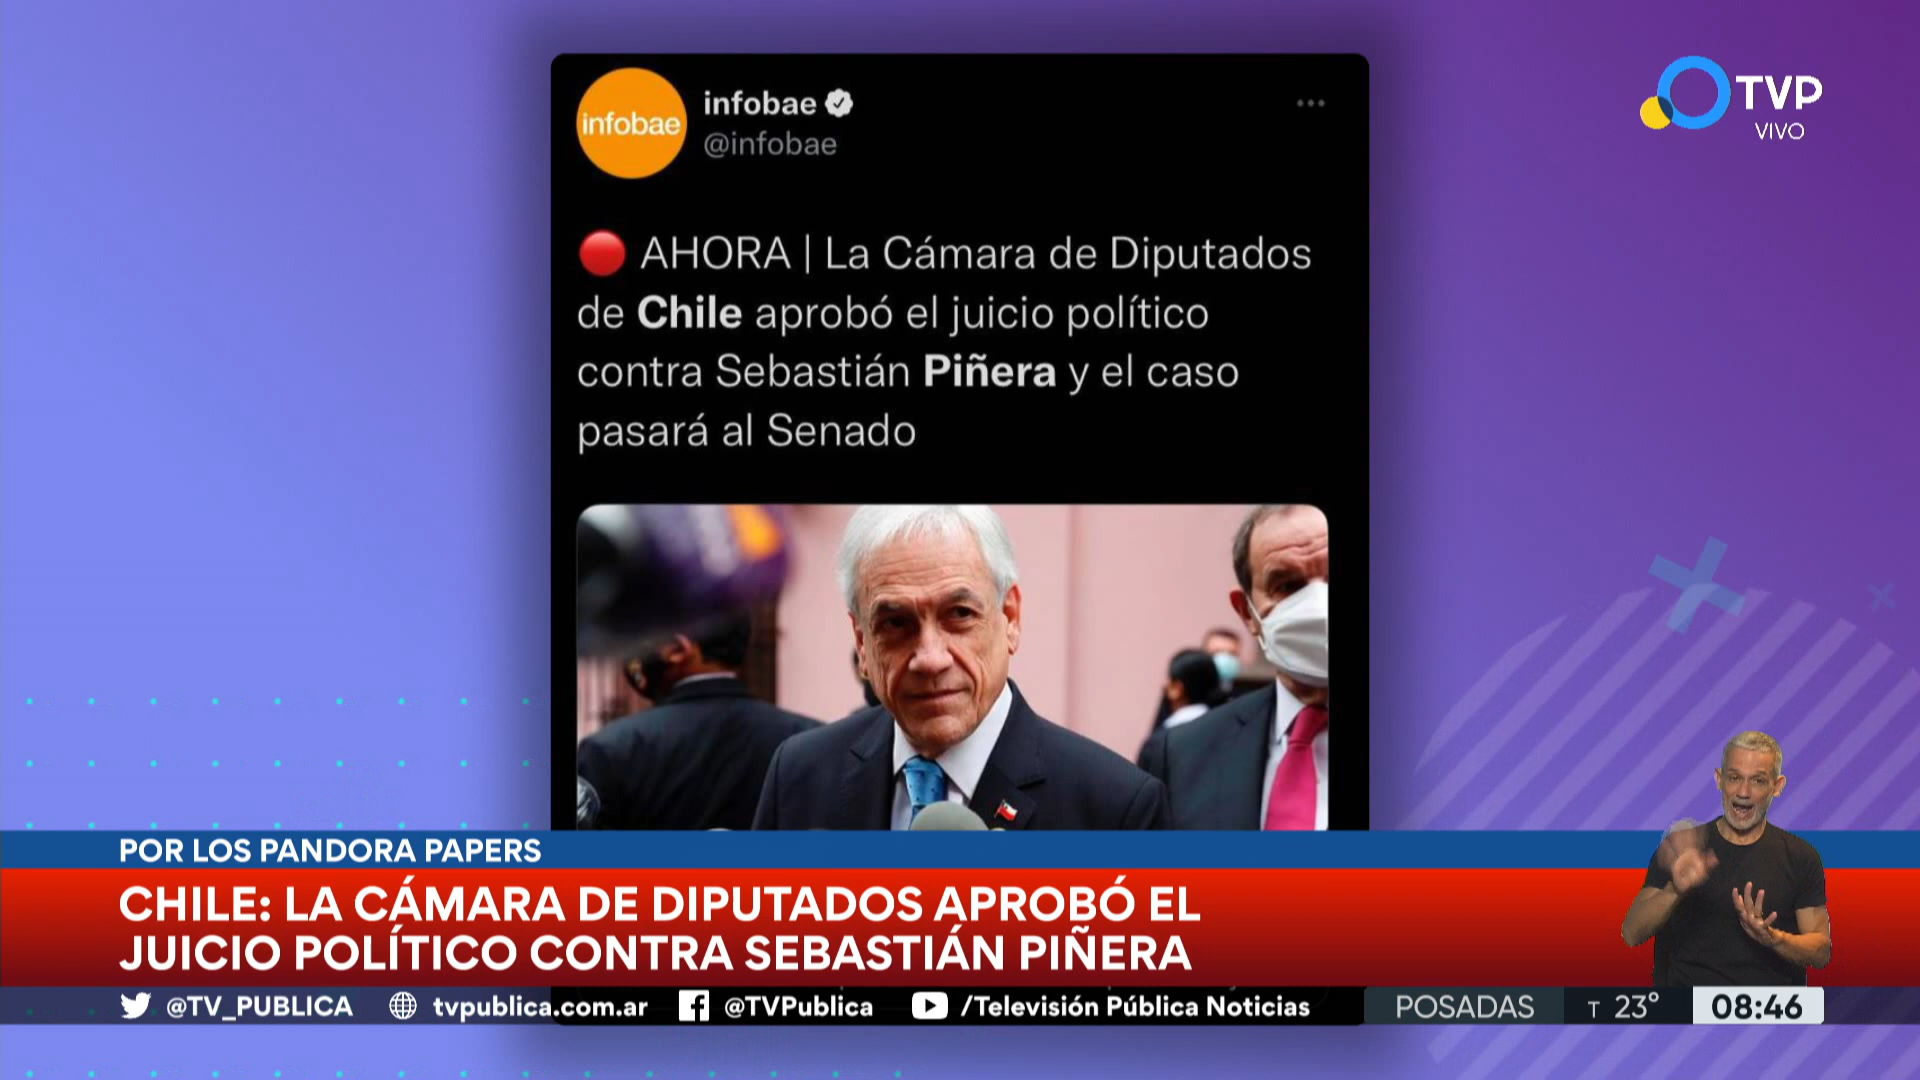 infobae
infobae
@infobae
AHORA | La Cámara de Diputados
de Chile aprobó el juicio político
contra Sebastián Piñera y el caso
pasará al Senado
TVP
VIVO
POR LOS PANDORA PAPERS
CHILE: LA CÁMARA DE DIPUTADOS APROBÓ EL
JUICIO POLÍTICO CONTRA SEBASTIÁN PIÑERA
@TV_PUBLICA tvpublica.com.ar @TVPublica /Televisión Pública Noticias POSADAS T 23° 08:46